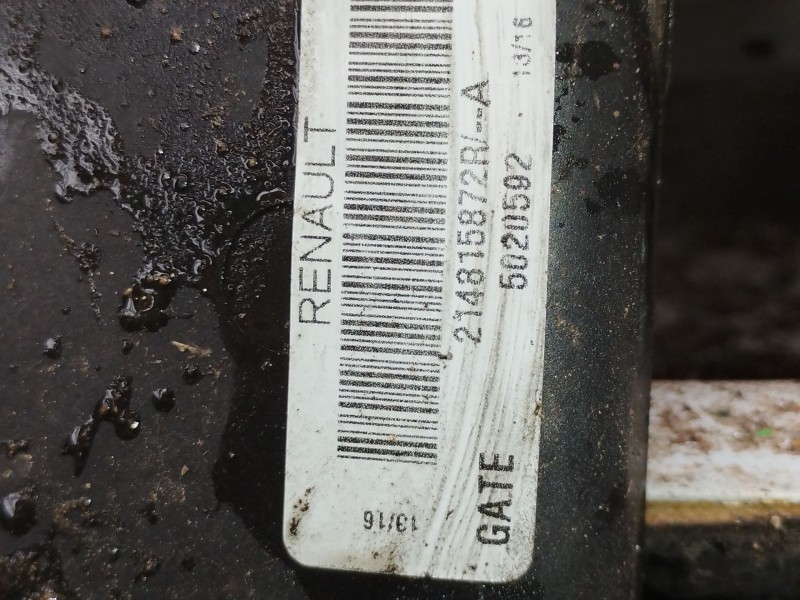 RENAULT
214815872R/--A
5020592
13/16
GATE
13/16